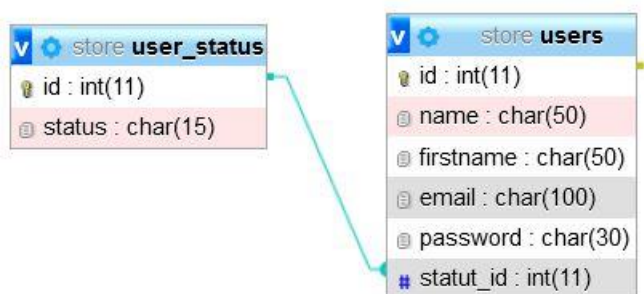 v store user_status
id : int(11)
status : char(15)
v store users
id : int(11)
name : char(50)
firstname : char(50)
email : char(100)
password : char(30)
# statut_id : int(11)